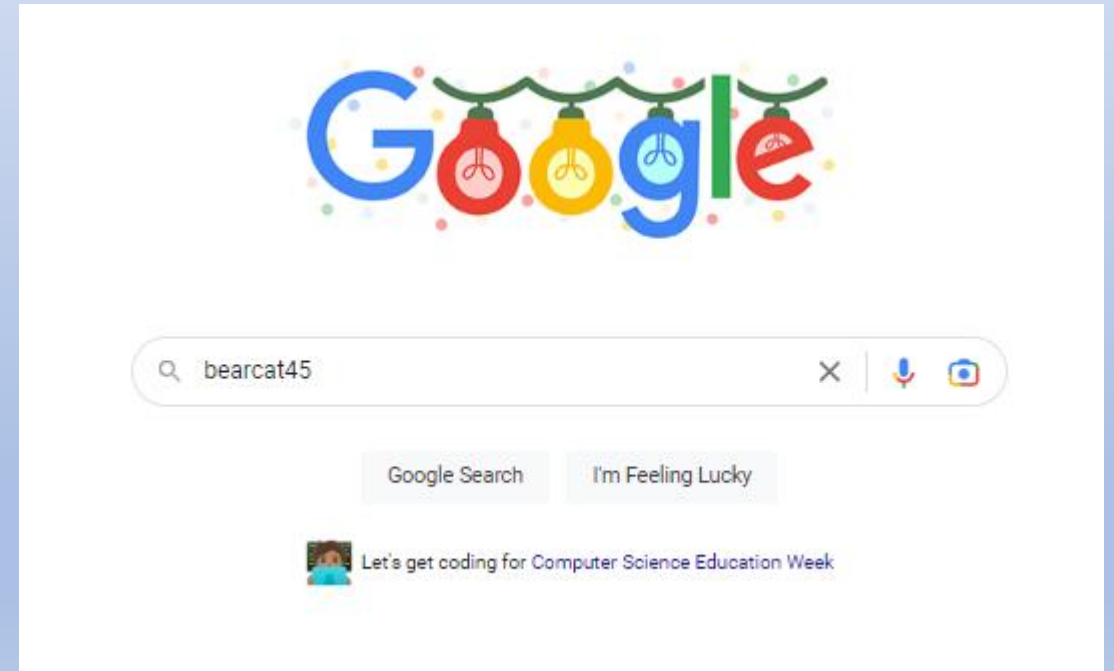 Google
bearcat45
Google Search
I'm Feeling Lucky
Let's get coding for Computer Science Education Week